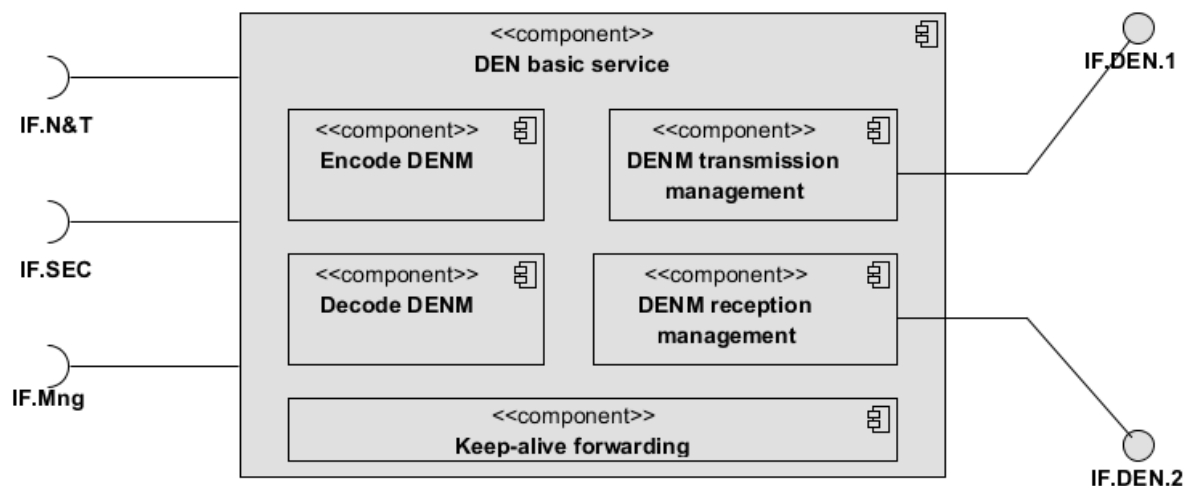 <<component>>
DEN basic service
IF.DEN.1
IF.N&T
<<component>>
Encode DENM
<<component>>
DENM transmission
management
IF.SEC
<<component>>
Decode DENM
<<component>>
DENM reception
management
IF.Mng
<<component>>
Keep-alive forwarding
IF.DEN.2